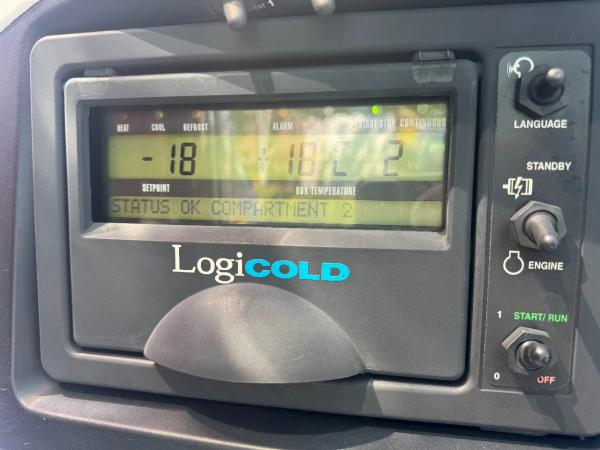 HEAT COOL DEFROST ALARM START/STOP CONTINUOUS
-18 ÷18 C 2
SETPOINT BOX TEMPERATURE
STATUS OK COMPARTMENT 2
LogiCOLD
LANGUAGE
STANDBY
ENGINE
1 START/RUN
0 OFF